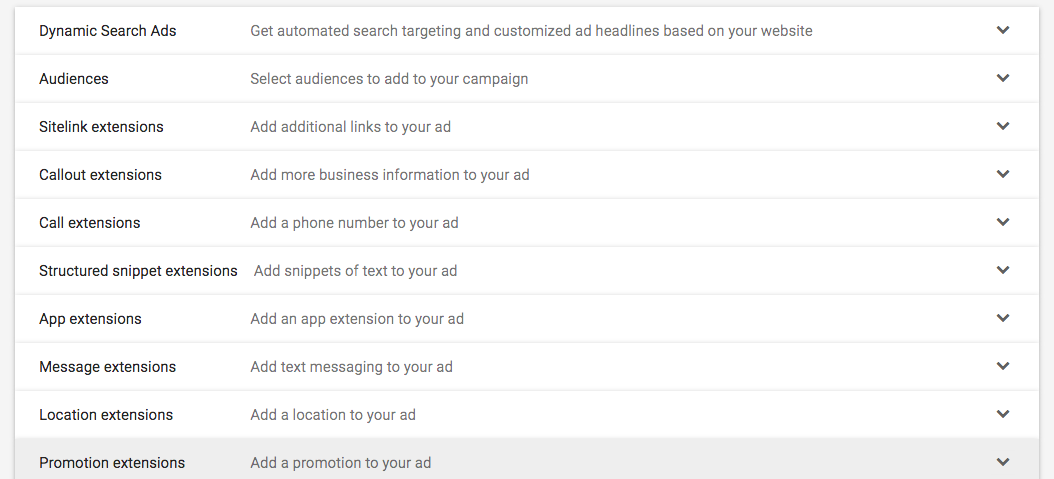 Dynamic Search Ads Get automated search targeting and customized ad headlines based on your website
Audiences Select audiences to add to your campaign
Sitelink extensions Add additional links to your ad
Callout extensions Add more business information to your ad
Call extensions Add a phone number to your ad
Structured snippet extensions Add snippets of text to your ad
App extensions Add an app extension to your ad
Message extensions Add text messaging to your ad
Location extensions Add a location to your ad
Promotion extensions Add a promotion to your ad